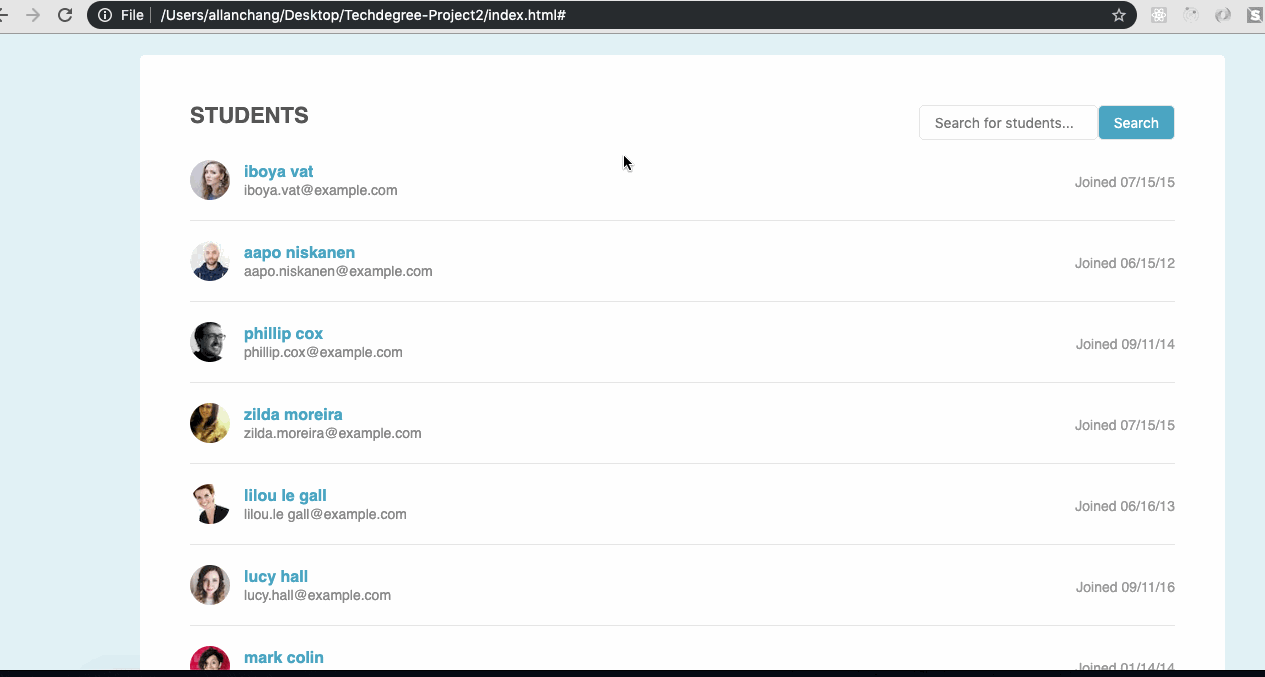 File /Users/allanchang/Desktop/Techdegree-Project2/index.html#
STUDENTS
Search for students...
Search
iboya vat
iboya.vat@example.com
Joined 07/15/15
aapo niskanen
aapo.niskanen@example.com
Joined 06/15/12
phillip cox
phillip.cox@example.com
Joined 09/11/14
zilda moreira
zilda.moreira@example.com
Joined 07/15/15
lilou le gall
lilou.le gall@example.com
Joined 06/16/13
lucy hall
lucy.hall@example.com
Joined 09/11/16
mark colin
Joined 01/14/14